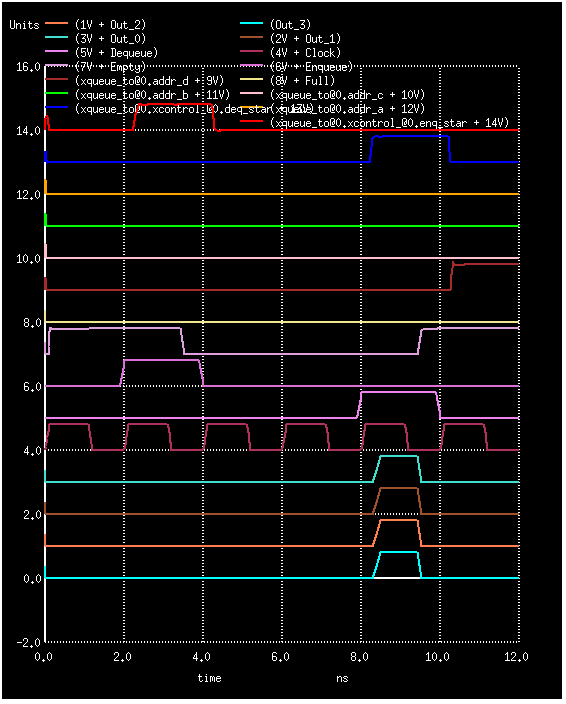 Units (1V + Out_2) (Out_3)
(3V + Out_0) (2V + Out_1)
(5V + Dequeue) (4V + Clock)
(7V + Empty) (6V + Enqueue)
16.0
(xqueue_to@0.addr_d + 9V) (8V + Full)
(xqueue_to@0.addr_b + 11V) (xqueue_to@0.addr_c + 10V)
(xqueue_to@0.xcontrol_@0.deq_star + 13V) (xqueue_to@0.addr_a + 12V)
(xqueue_to@0.xcontrol_@0.enq_star + 14V)
14.0
12.0
10.0
8.0
6.0
4.0
2.0
0.0
-2.0
0.0 2.0 4.0 6.0 8.0 10.0 12.0
time ns